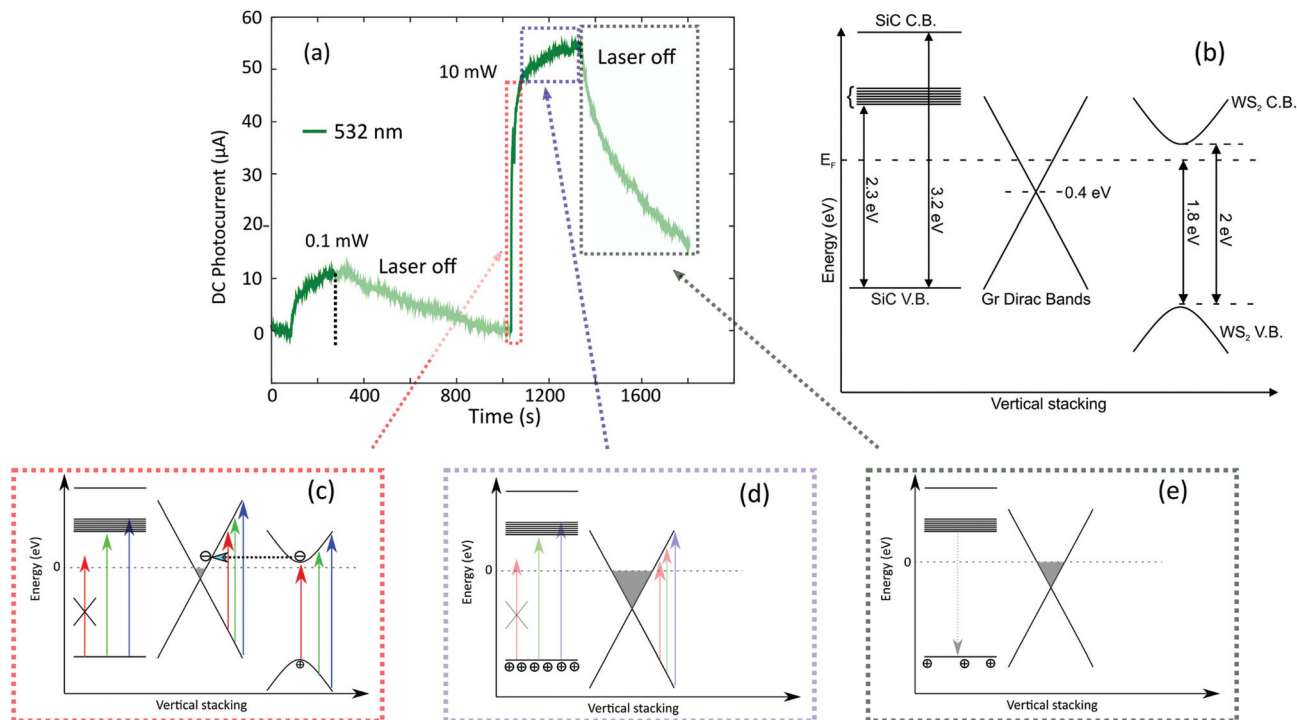 (a)
DC Photocurrent (µA)
60
50
40
30
20
10
0
0
400
800
1200
1600
Time (s)
532 nm
0.1 mW
Laser off
10 mW
Laser off
(b)
Energy (eV)
SiC C.B.
{
E_F
2.3 eV
3.2 eV
SiC V.B.
0.4 eV
Gr Dirac Bands
WS₂ C.B.
1.8 eV
2 eV
WS₂ V.B.
Vertical stacking
(c)
Energy (eV)
0
⊖
⊖
⊕
Vertical stacking
(d)
Energy (eV)
0
⊕⊕⊕⊕⊕⊕
Vertical stacking
(e)
Energy (eV)
0
⊕ ⊕ ⊕
Vertical stacking